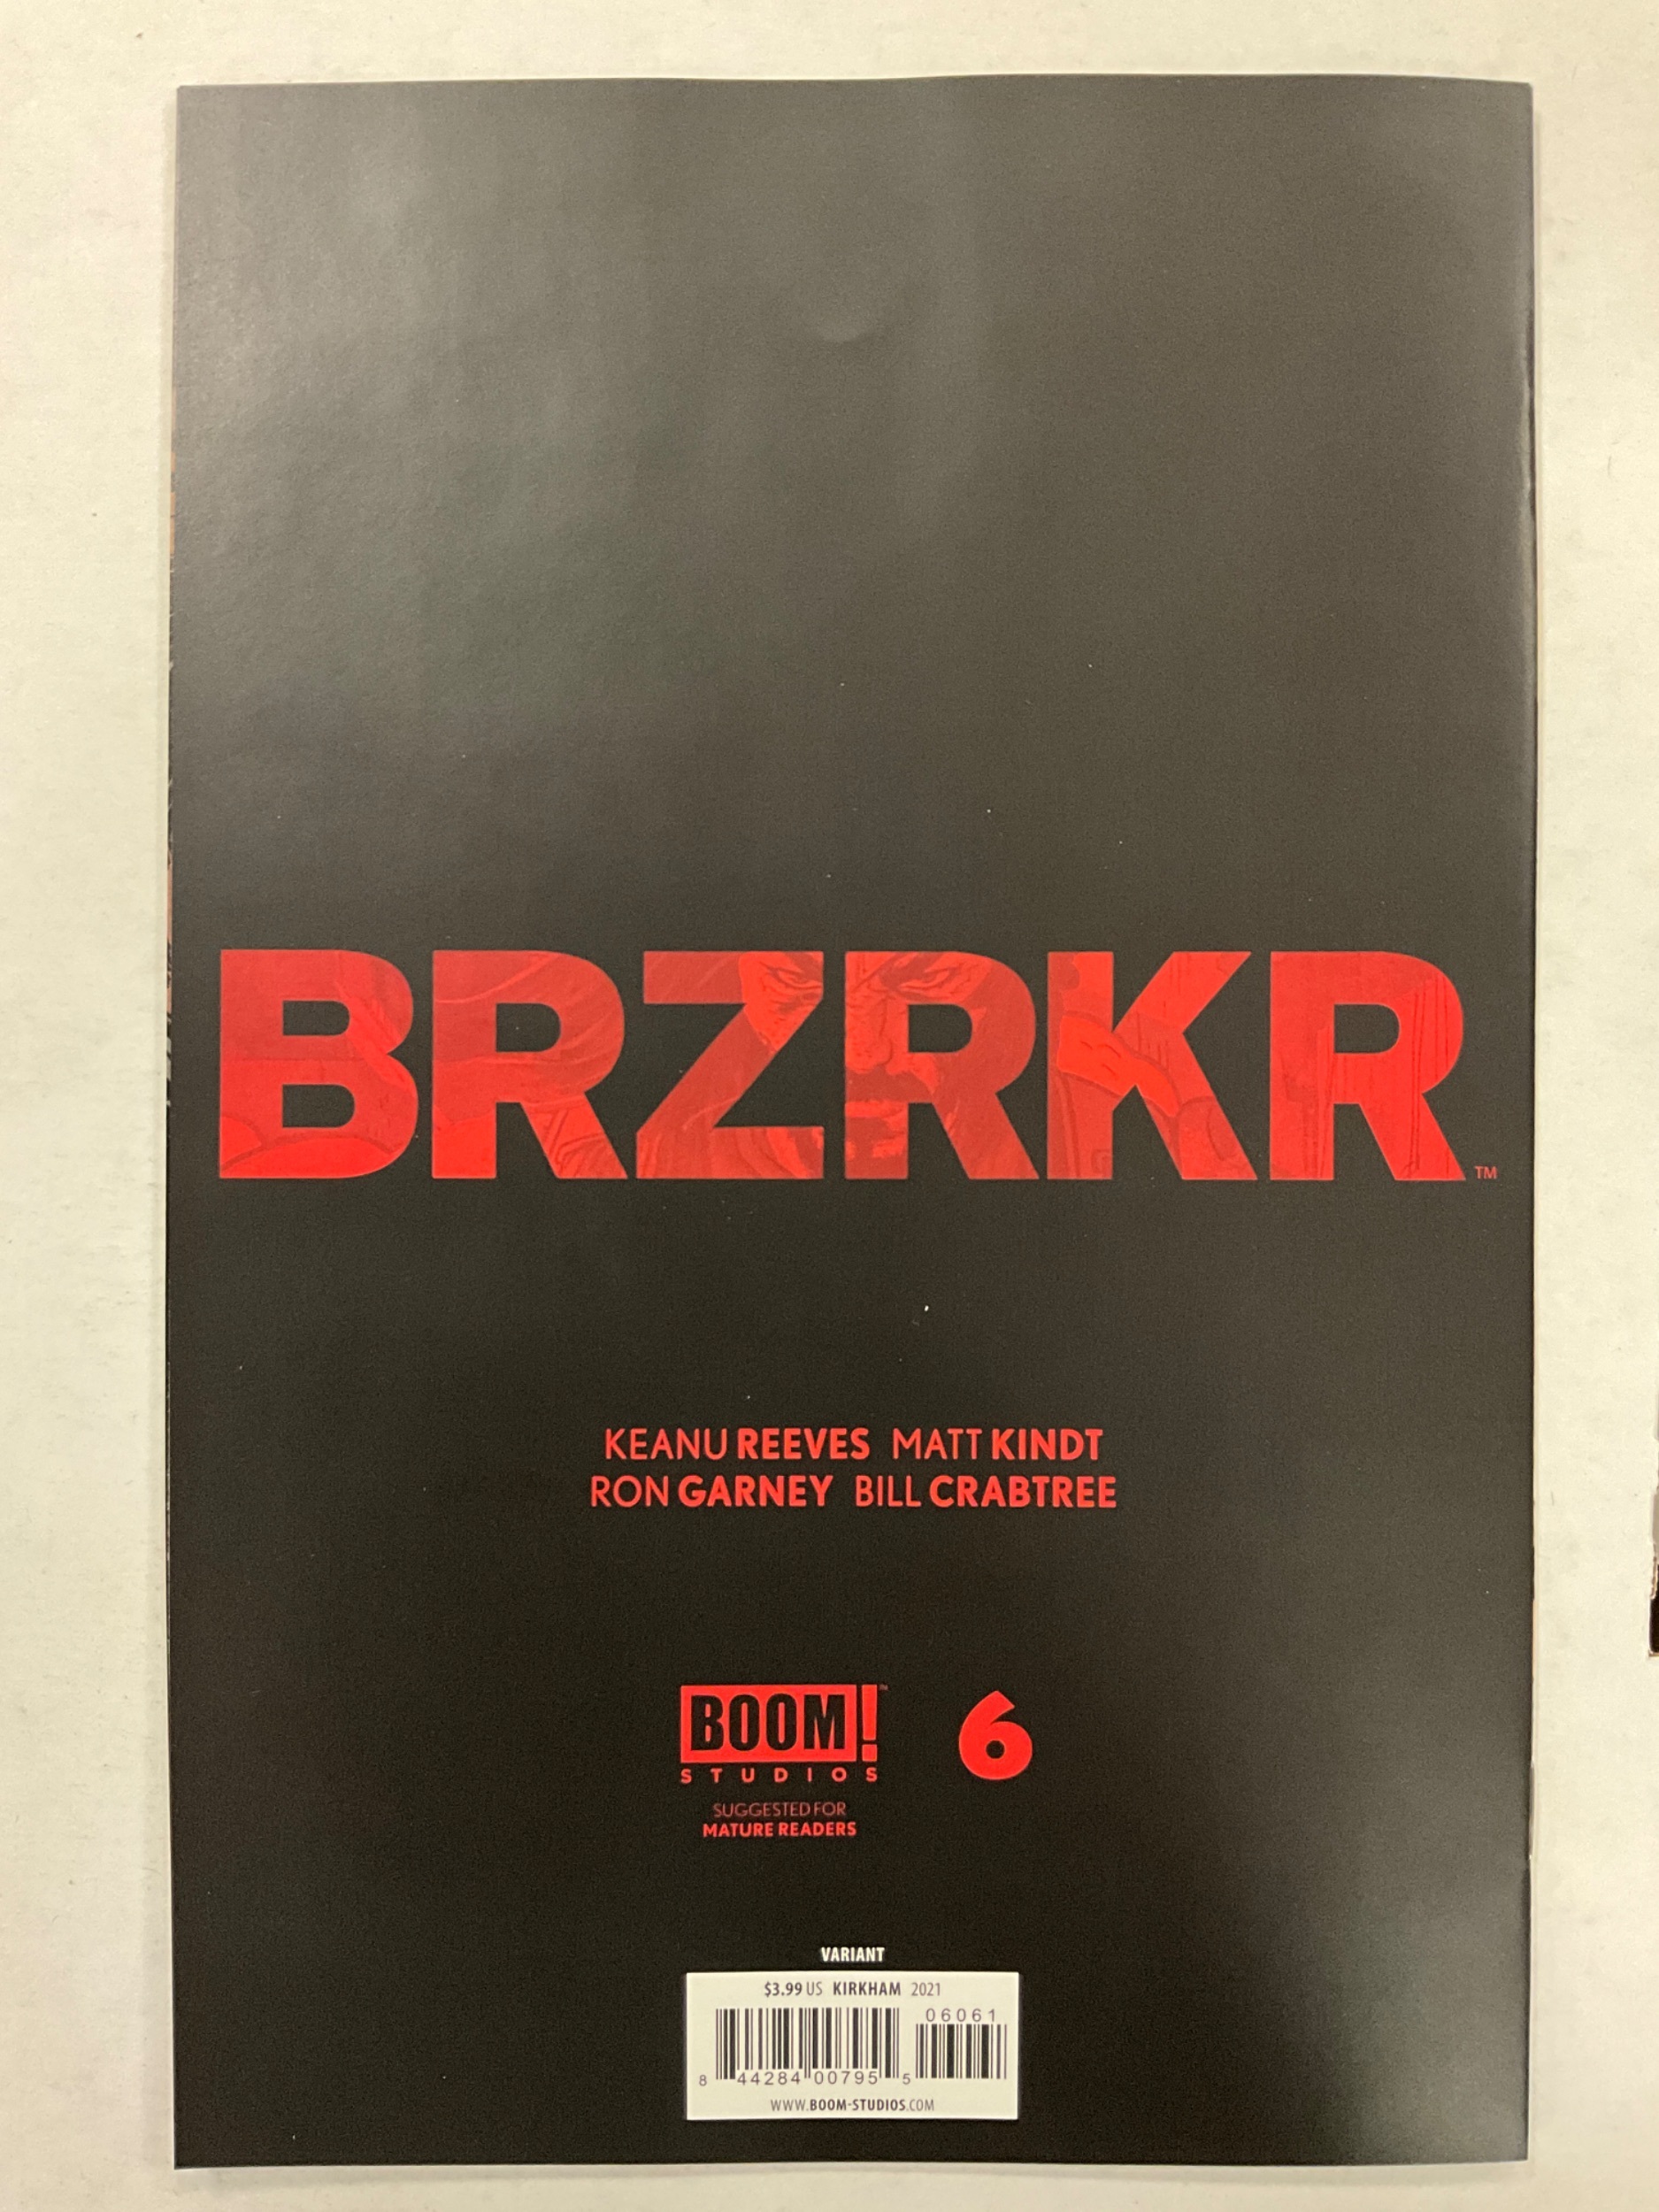 BRZRKR™
KEANU REEVES MATT KINDT
RON GARNEY BILL CRABTREE
BOOM!™
STUDIOS
6
SUGGESTED FOR
MATURE READERS
VARIANT
$3.99 US KIRKHAM 2021
06061
8 44284 00795 5
WWW.BOOM-STUDIOS.COM